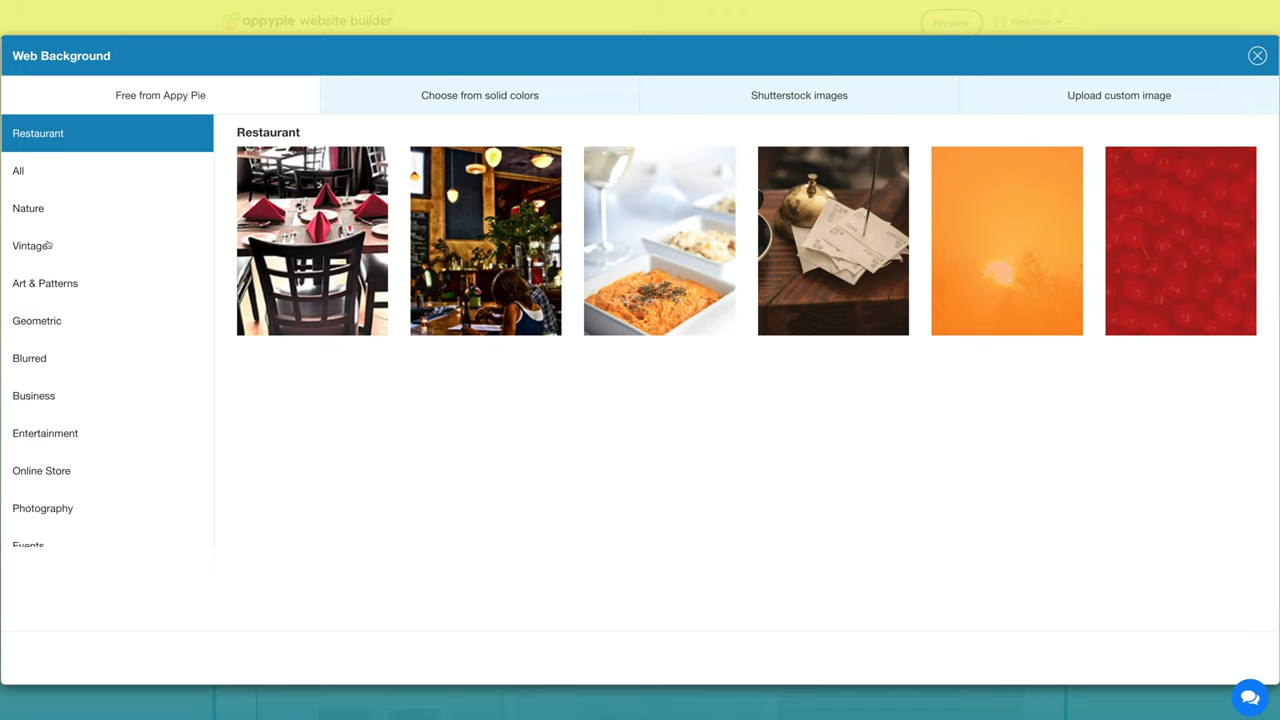 appypie website builder
Preview
Welcome
Web Background
Free from Appy Pie
Choose from solid colors
Shutterstock images
Upload custom image
Restaurant
All
Nature
Vintage
Art & Patterns
Geometric
Blurred
Business
Entertainment
Online Store
Photography
Events
Restaurant